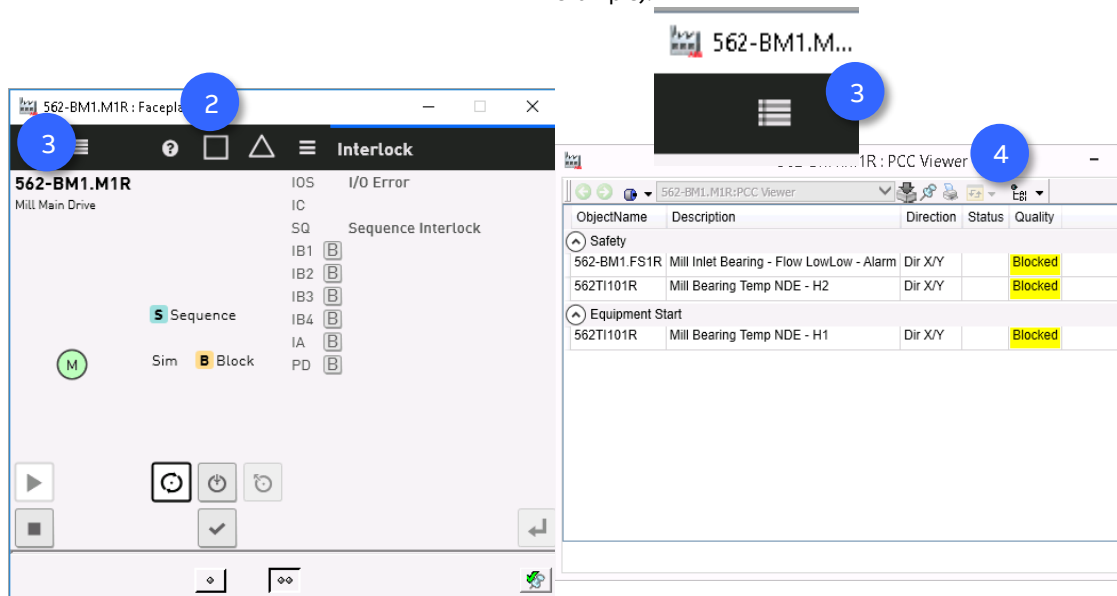 562-BM1.M...
3
562-BM1.M1R : Facepla
2
3
Interlock
562-BM1.M1R
Mill Main Drive
IOS I/O Error
IC
SQ Sequence Interlock
IB1 B
IB2 B
IB3 B
IB4 B
IA B
PD B
S Sequence
M
Sim B Block
1R : PCC Viewer
4
562-BM1.M1R:PCC Viewer
ObjectName Description Direction Status Quality
Safety
562-BM1.FS1R Mill Inlet Bearing - Flow LowLow - Alarm Dir X/Y Blocked
562TI101R Mill Bearing Temp NDE - H2 Dir X/Y Blocked
Equipment Start
562TI101R Mill Bearing Temp NDE - H1 Dir X/Y Blocked